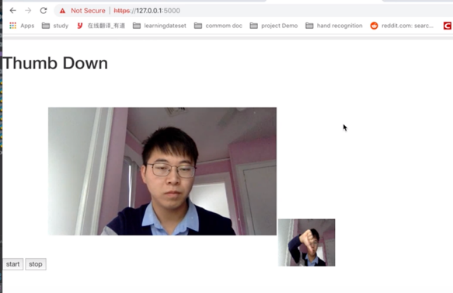 Not Secure | https://127.0.0.1:5000
Apps study 在线翻译_有道 learningdataset commom doc project Demo hand recognition reddit.com: searc...
Thumb Down
start stop